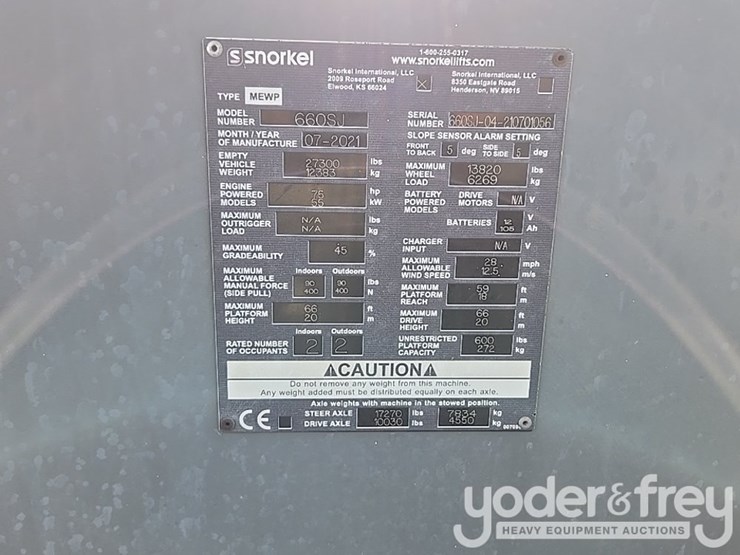 snorkel
1-800-255-0317
www.snorkellifts.com
Snorkel International, LLC
2009 Roseport Road
Elwood, KS 66024
Snorkel International, LLC
8350 Eastgate Road
Henderson, NV 89015
TYPE MEWP
MODEL NUMBER 660SJ
SERIAL NUMBER 660SJ-04-210701056
MONTH / YEAR OF MANUFACTURE 07-2021
SLOPE SENSOR ALARM SETTING
FRONT TO BACK 5 deg SIDE TO SIDE 5 deg
EMPTY VEHICLE WEIGHT 27300 lbs 12383 kg
MAXIMUM WHEEL LOAD 13820 lbs 6269 kg
ENGINE POWERED MODELS 75 hp 55 kW
BATTERY POWERED MODELS DRIVE MOTORS N/A V
BATTERIES 12 V 105 Ah
MAXIMUM OUTRIGGER LOAD N/A lbs N/A kg
CHARGER INPUT N/A V
MAXIMUM GRADEABILITY 45 %
MAXIMUM ALLOWABLE WIND SPEED 28 mph 12.5 m/s
MAXIMUM ALLOWABLE MANUAL FORCE (SIDE PULL) Indoors 90 400 Outdoors 90 400 lbs N
MAXIMUM PLATFORM REACH 59 ft 18 m
MAXIMUM PLATFORM HEIGHT 66 ft 20 m
MAXIMUM DRIVE HEIGHT 66 ft 20 m
RATED NUMBER OF OCCUPANTS Indoors 2 Outdoors 2
UNRESTRICTED PLATFORM CAPACITY 600 lbs 272 kg
CAUTION
Do not remove any weight from this machine.
Any weight added must be distributed equally on each axle.
Axle weights with machine in the stowed position.
CE
STEER AXLE 17270 lbs 7834 kg
DRIVE AXLE 10030 lbs 4550 kg
yoder&frey
HEAVY EQUIPMENT AUCTIONS